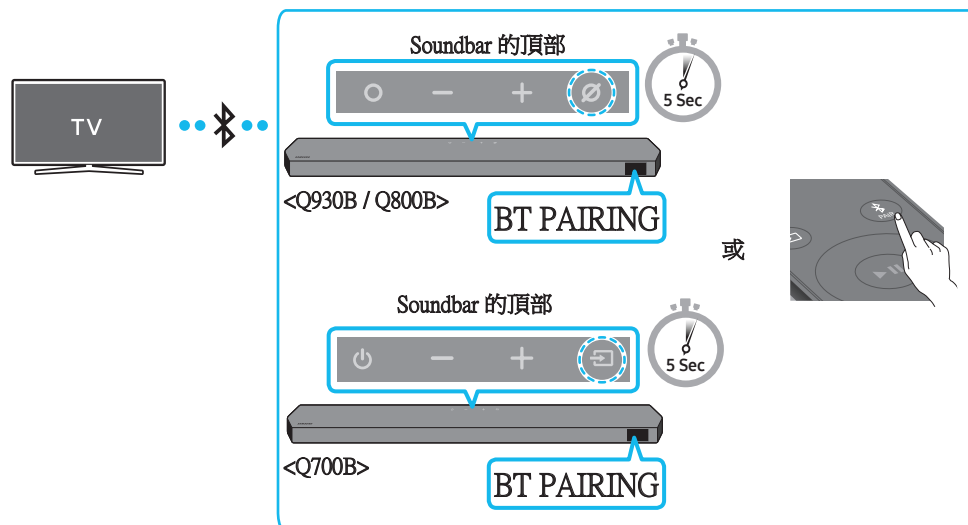 Soundbar 的頂部
5 Sec
TV
<Q930B / Q800B>
BT PAIRING
或
PAIR
Soundbar 的頂部
5 Sec
<Q700B>
BT PAIRING